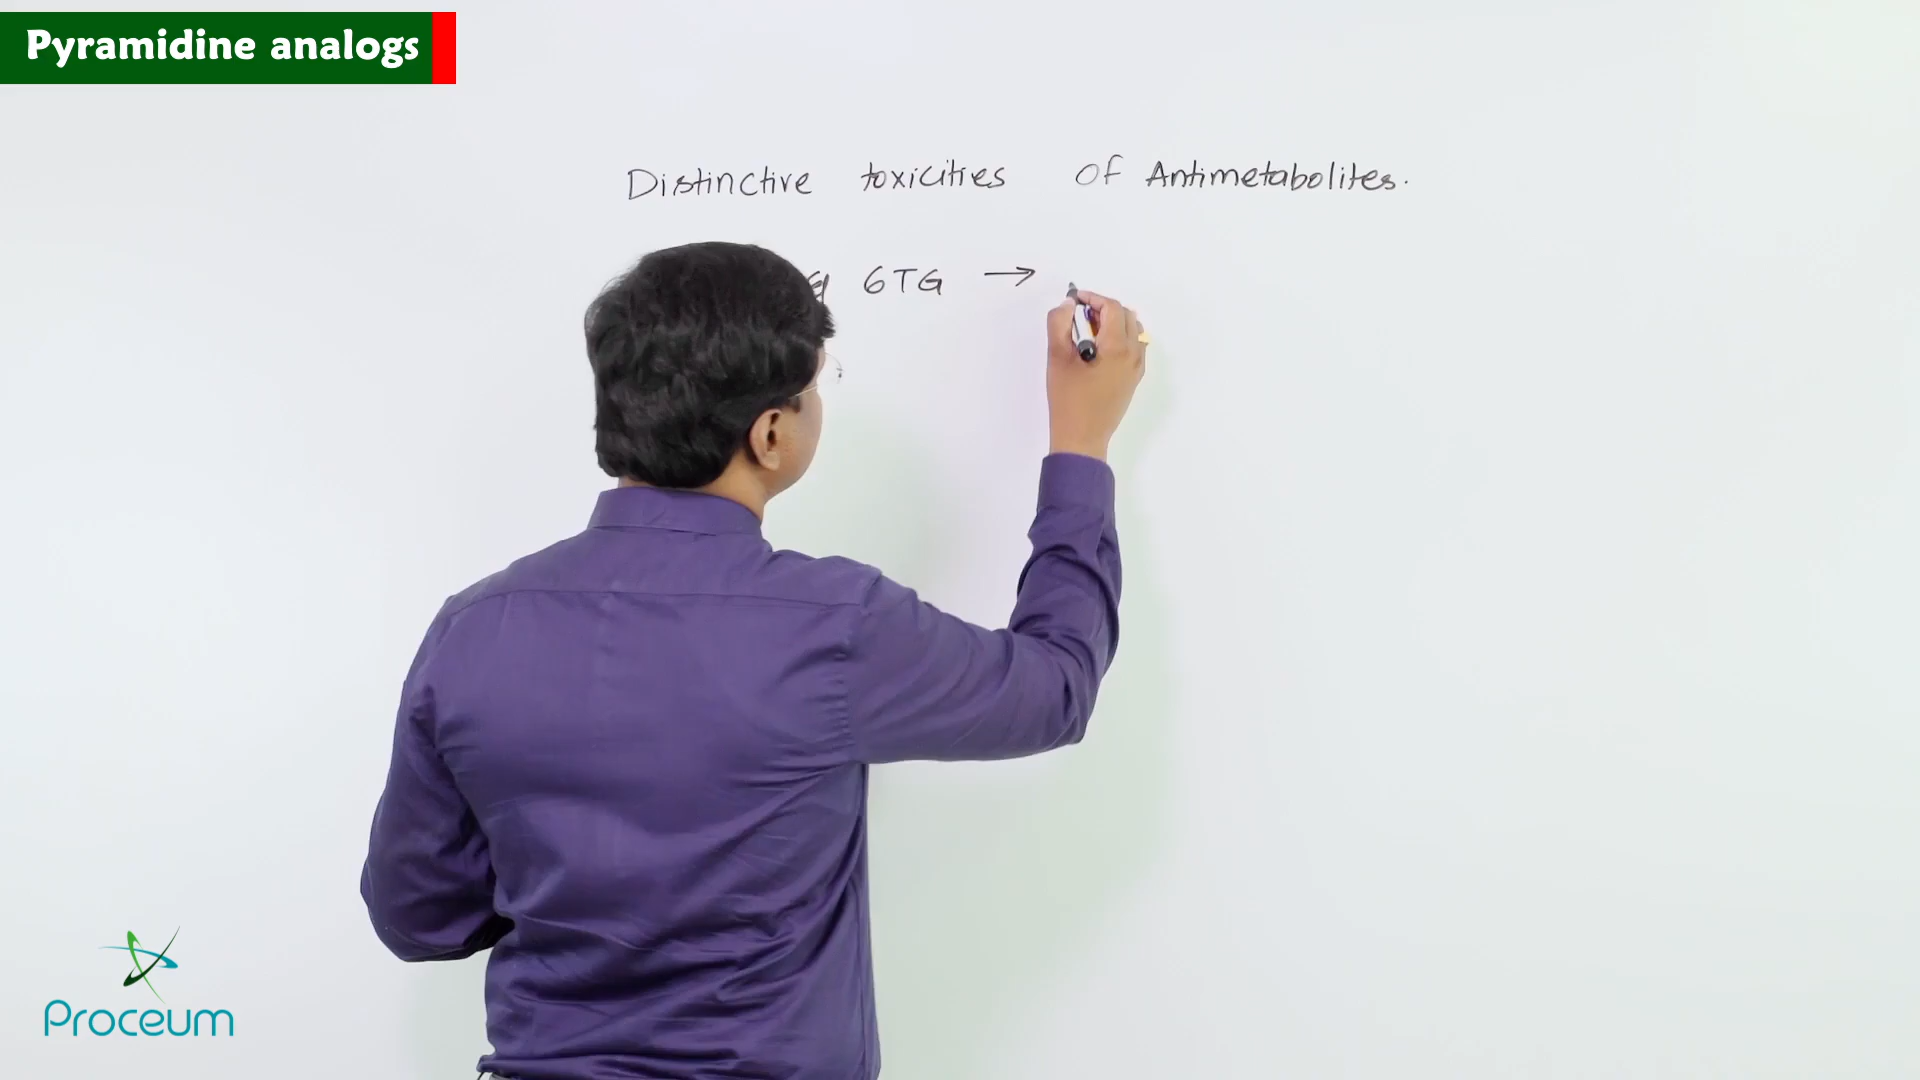 Pyramidine analogs
Distinctive toxicities of Antimetabolites.
6TG →
Proceum